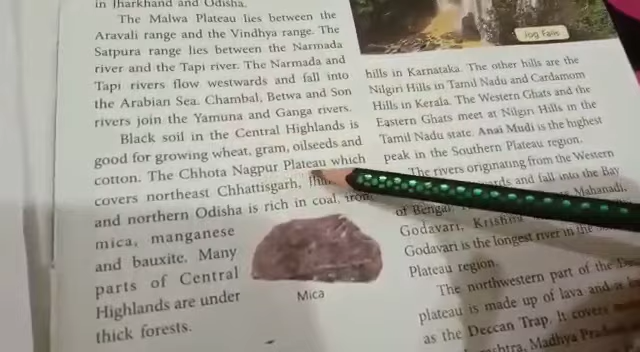 in Jharkhand and Odisha.
The Malwa Plateau lies between the
Aravali range and the Vindhya range. The
Satpura range lies between the Narmada
river and the Tapi river. The Narmada and
Tapi rivers flow westwards and fall into
the Arabian Sea. Chambal, Betwa and Son
rivers join the Yamuna and Ganga rivers.
Black soil in the Central Highlands is
good for growing wheat, gram, oilseeds and
cotton. The Chhota Nagpur Plateau which
covers northeast Chhattisgarh,
and northern Odisha is rich in coal, iron,
mica, manganese
and bauxite. Many
parts of Central
Highlands are under
thick forests.
Mica
Jog Falls
hills in Karnataka. The other hills are the
Nilgiri Hills in Tamil Nadu and Cardamom
Hills in Kerala. The Western Ghats and the
Eastern Ghats meet at Nilgiri Hills in the
Tamil Nadu state. Anai Mudi is the highest
peak in the Southern Plateau region.
The rivers originating from the Western
and fall into the Bay
of Bengal. Mahanadi,
Godavari, Krishna
Godavari is the longest river in the
Plateau region.
The northwestern part of the
plateau is made up of lava and is
as the Deccan Trap. It covers
Madhya Pradesh